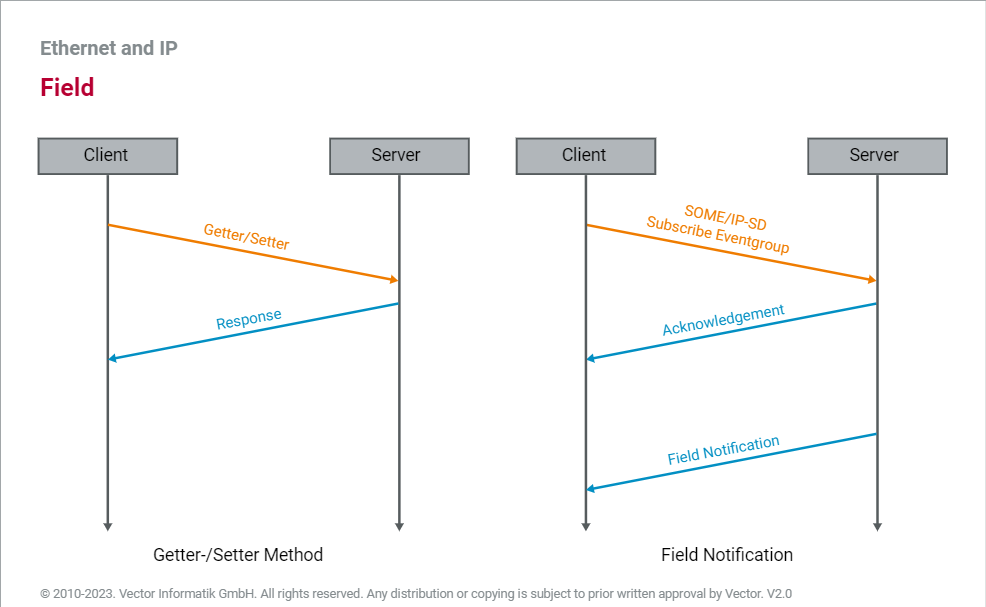 Ethernet and IP
Field
Client
Server
Getter/Setter
Response
Getter-/Setter Method
Client
Server
SOME/IP-SD
Subscribe Eventgroup
Acknowledgement
Field Notification
Field Notification
© 2010-2023. Vector Informatik GmbH. All rights reserved. Any distribution or copying is subject to prior written approval by Vector. V2.0